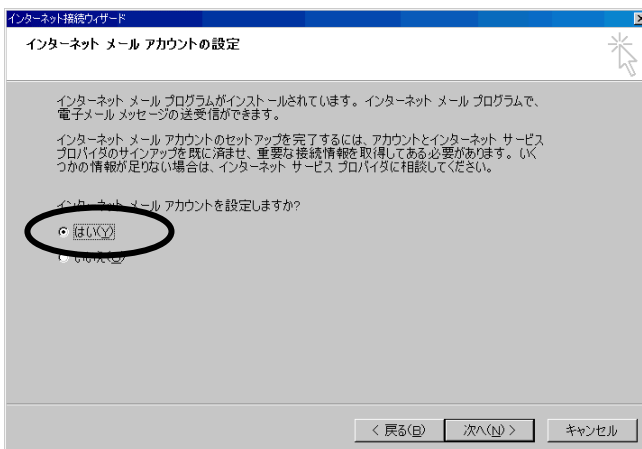 インターネット接続ウィザード
インターネット メール アカウントの設定
インターネット メール プログラムがインストールされています。インターネット メール プログラムで、
電子メール メッセージの送受信ができます。
インターネット メール アカウントのセットアップを完了するには、アカウントとインターネット サービス
プロバイダのサインアップを既に済ませ、重要な接続情報を取得してある必要があります。いく
つかの情報が足りない場合は、インターネット サービス プロバイダに相談してください。
インターネット メール アカウントを設定しますか?
はい(Y)
いいえ(O)
< 戻る(B)
次へ(N) >
キャンセル